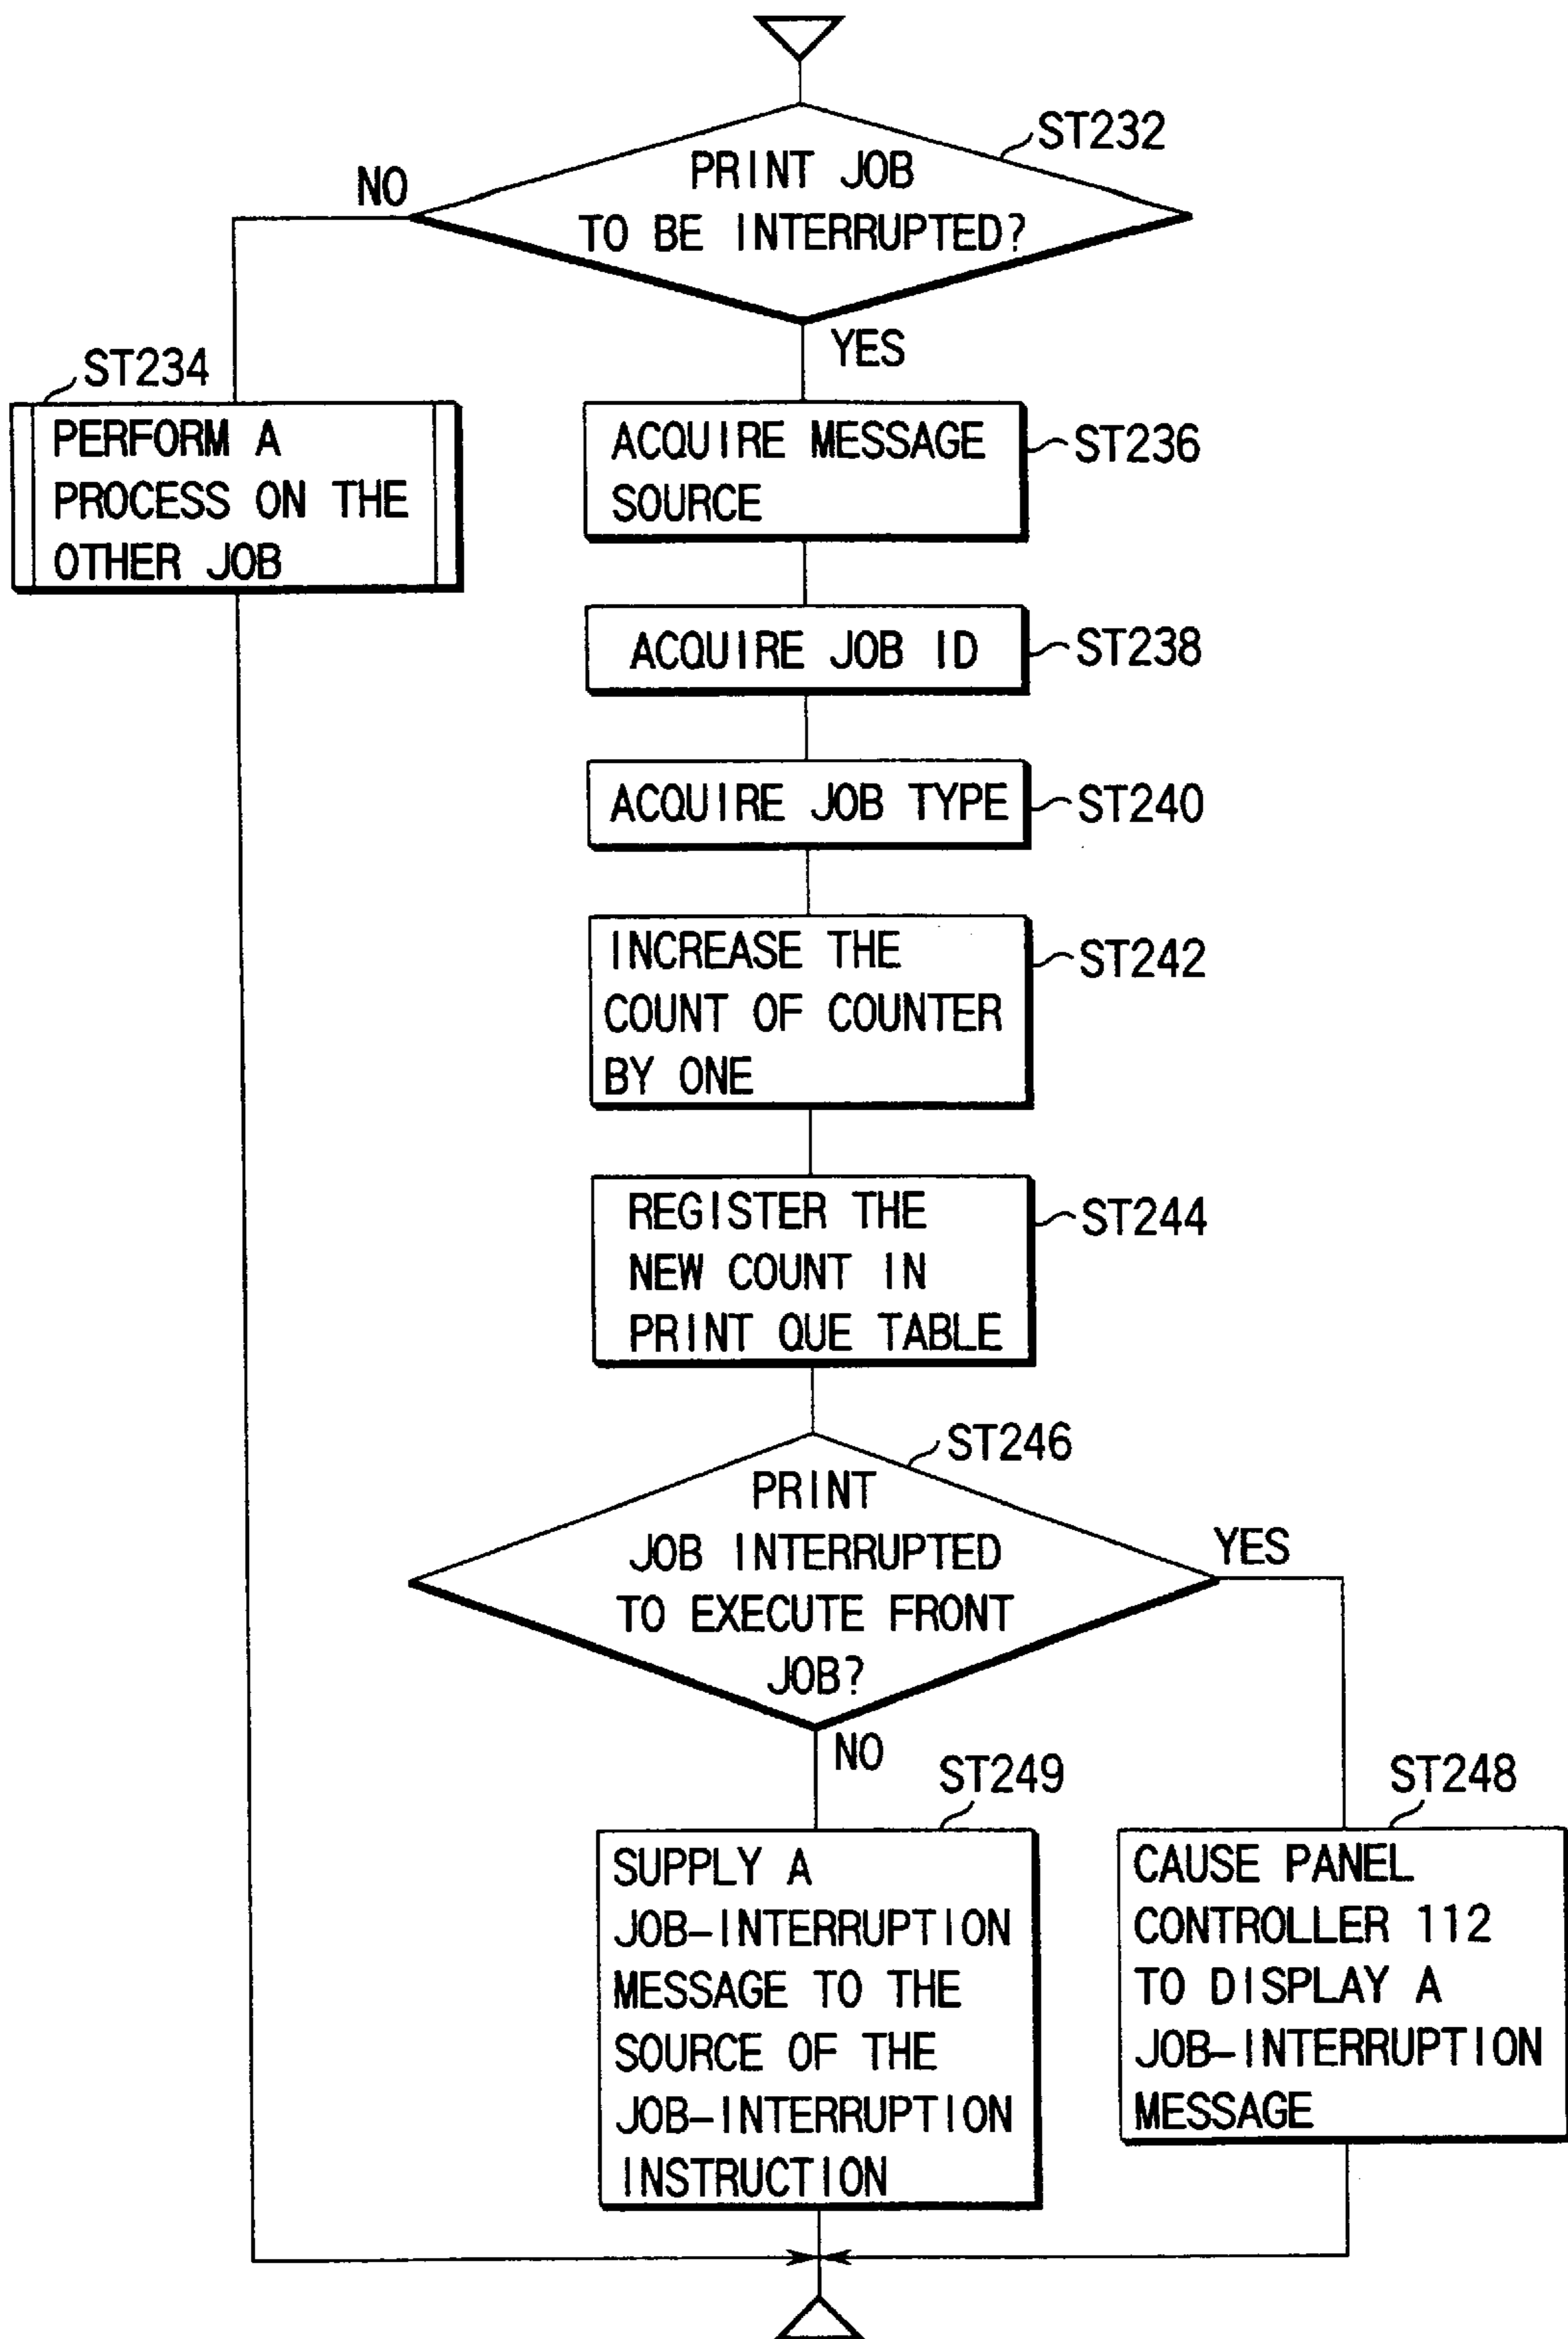 ST232
PRINT JOB
TO BE INTERRUPTED?
NO
YES
ST234
PERFORM A
PROCESS ON THE
OTHER JOB
ACQUIRE MESSAGE
SOURCE
ST236
ACQUIRE JOB ID
ST238
ACQUIRE JOB TYPE
ST240
INCREASE THE
COUNT OF COUNTER
BY ONE
ST242
REGISTER THE
NEW COUNT IN
PRINT QUE TABLE
ST244
ST246
PRINT
JOB INTERRUPTED
TO EXECUTE FRONT
JOB?
YES
NO
ST249
SUPPLY A
JOB-INTERRUPTION
MESSAGE TO THE
SOURCE OF THE
JOB-INTERRUPTION
INSTRUCTION
ST248
CAUSE PANEL
CONTROLLER 112
TO DISPLAY A
JOB-INTERRUPTION
MESSAGE